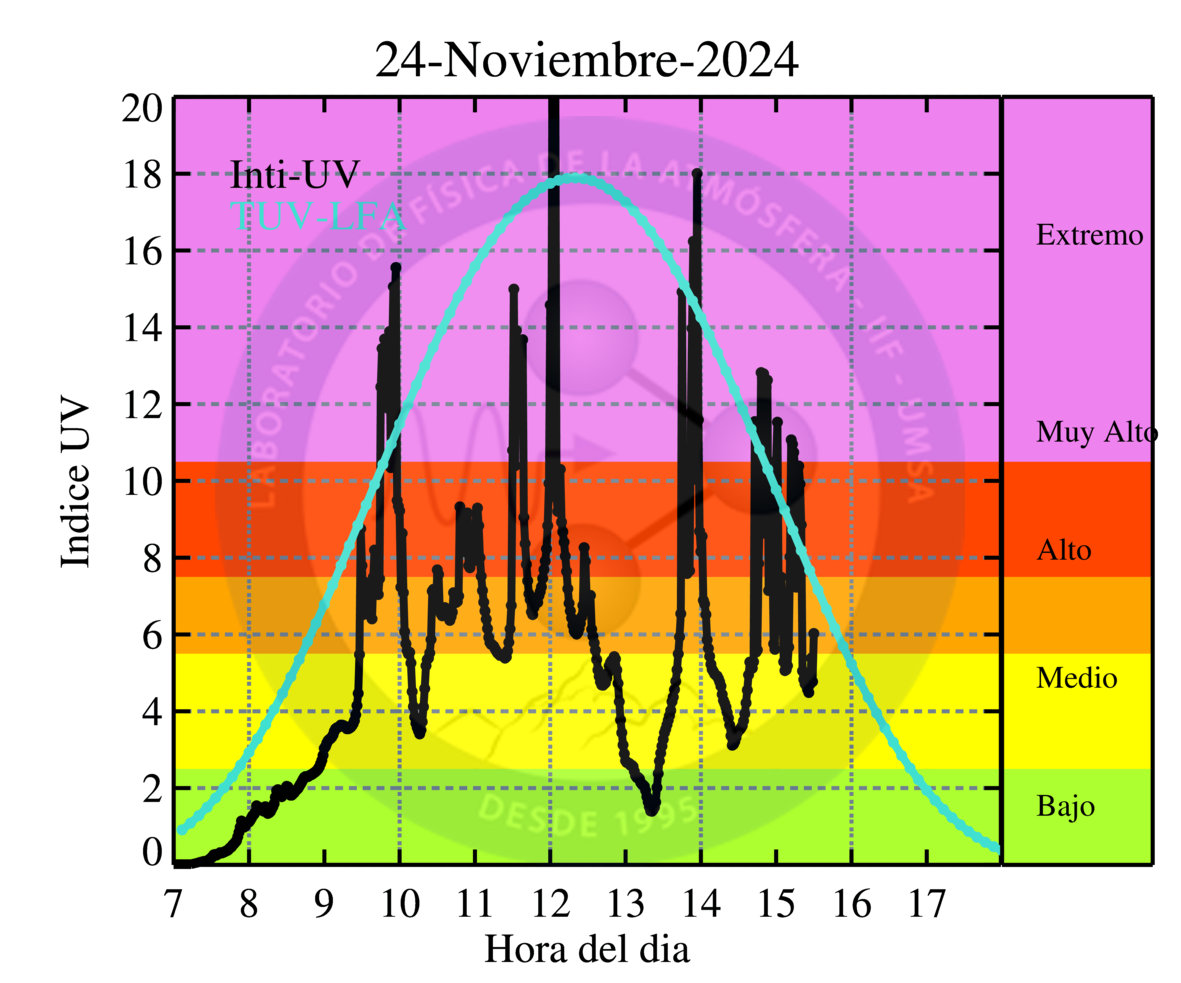 24-Noviembre-2024
Indice UV
20
18
16
14
12
10
8
6
4
2
0
Inti-UV
TUV-LFA
LABORATORIO DE FÍSICA DE LA ATMÓSFERA - IIF - UMSA
DESDE 1995
Extremo
Muy Alto
Alto
Medio
Bajo
7 8 9 10 11 12 13 14 15 16 17
Hora del dia